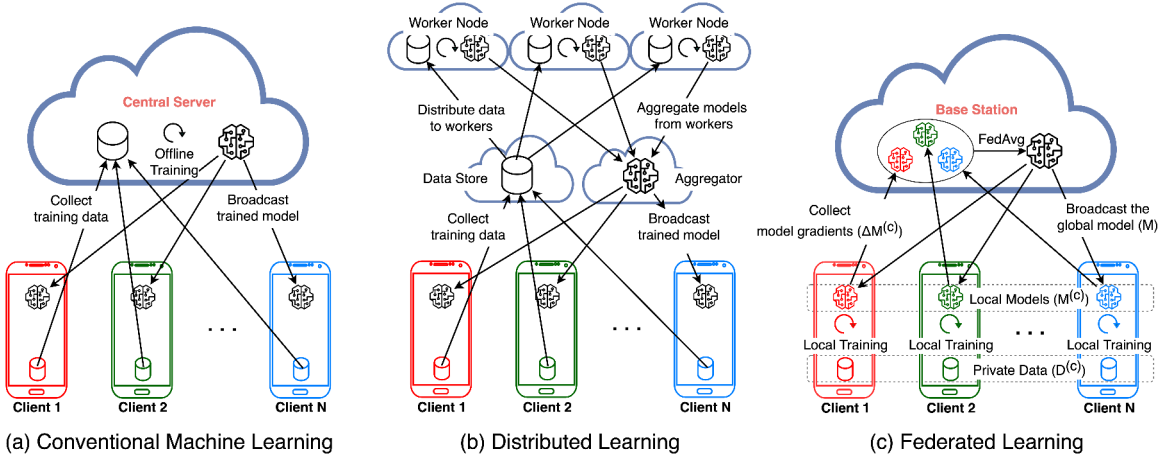 Central Server
Offline
Training
Collect
training data
Broadcast
trained model
. . .
Client 1
Client 2
Client N
(a) Conventional Machine Learning
Worker Node
Worker Node
Worker Node
Distribute data
to workers
Aggregate models
from workers
Data Store
Aggregator
Collect
training data
Broadcast
trained model
. . .
Client 1
Client 2
Client N
(b) Distributed Learning
Base Station
FedAvg
Collect
model gradients (ΔM(c))
Broadcast the
global model (M)
Local Models (M(c))
Local Training
Local Training
. . .
Local Training
Private Data (D(c))
Client 1
Client 2
Client N
(c) Federated Learning